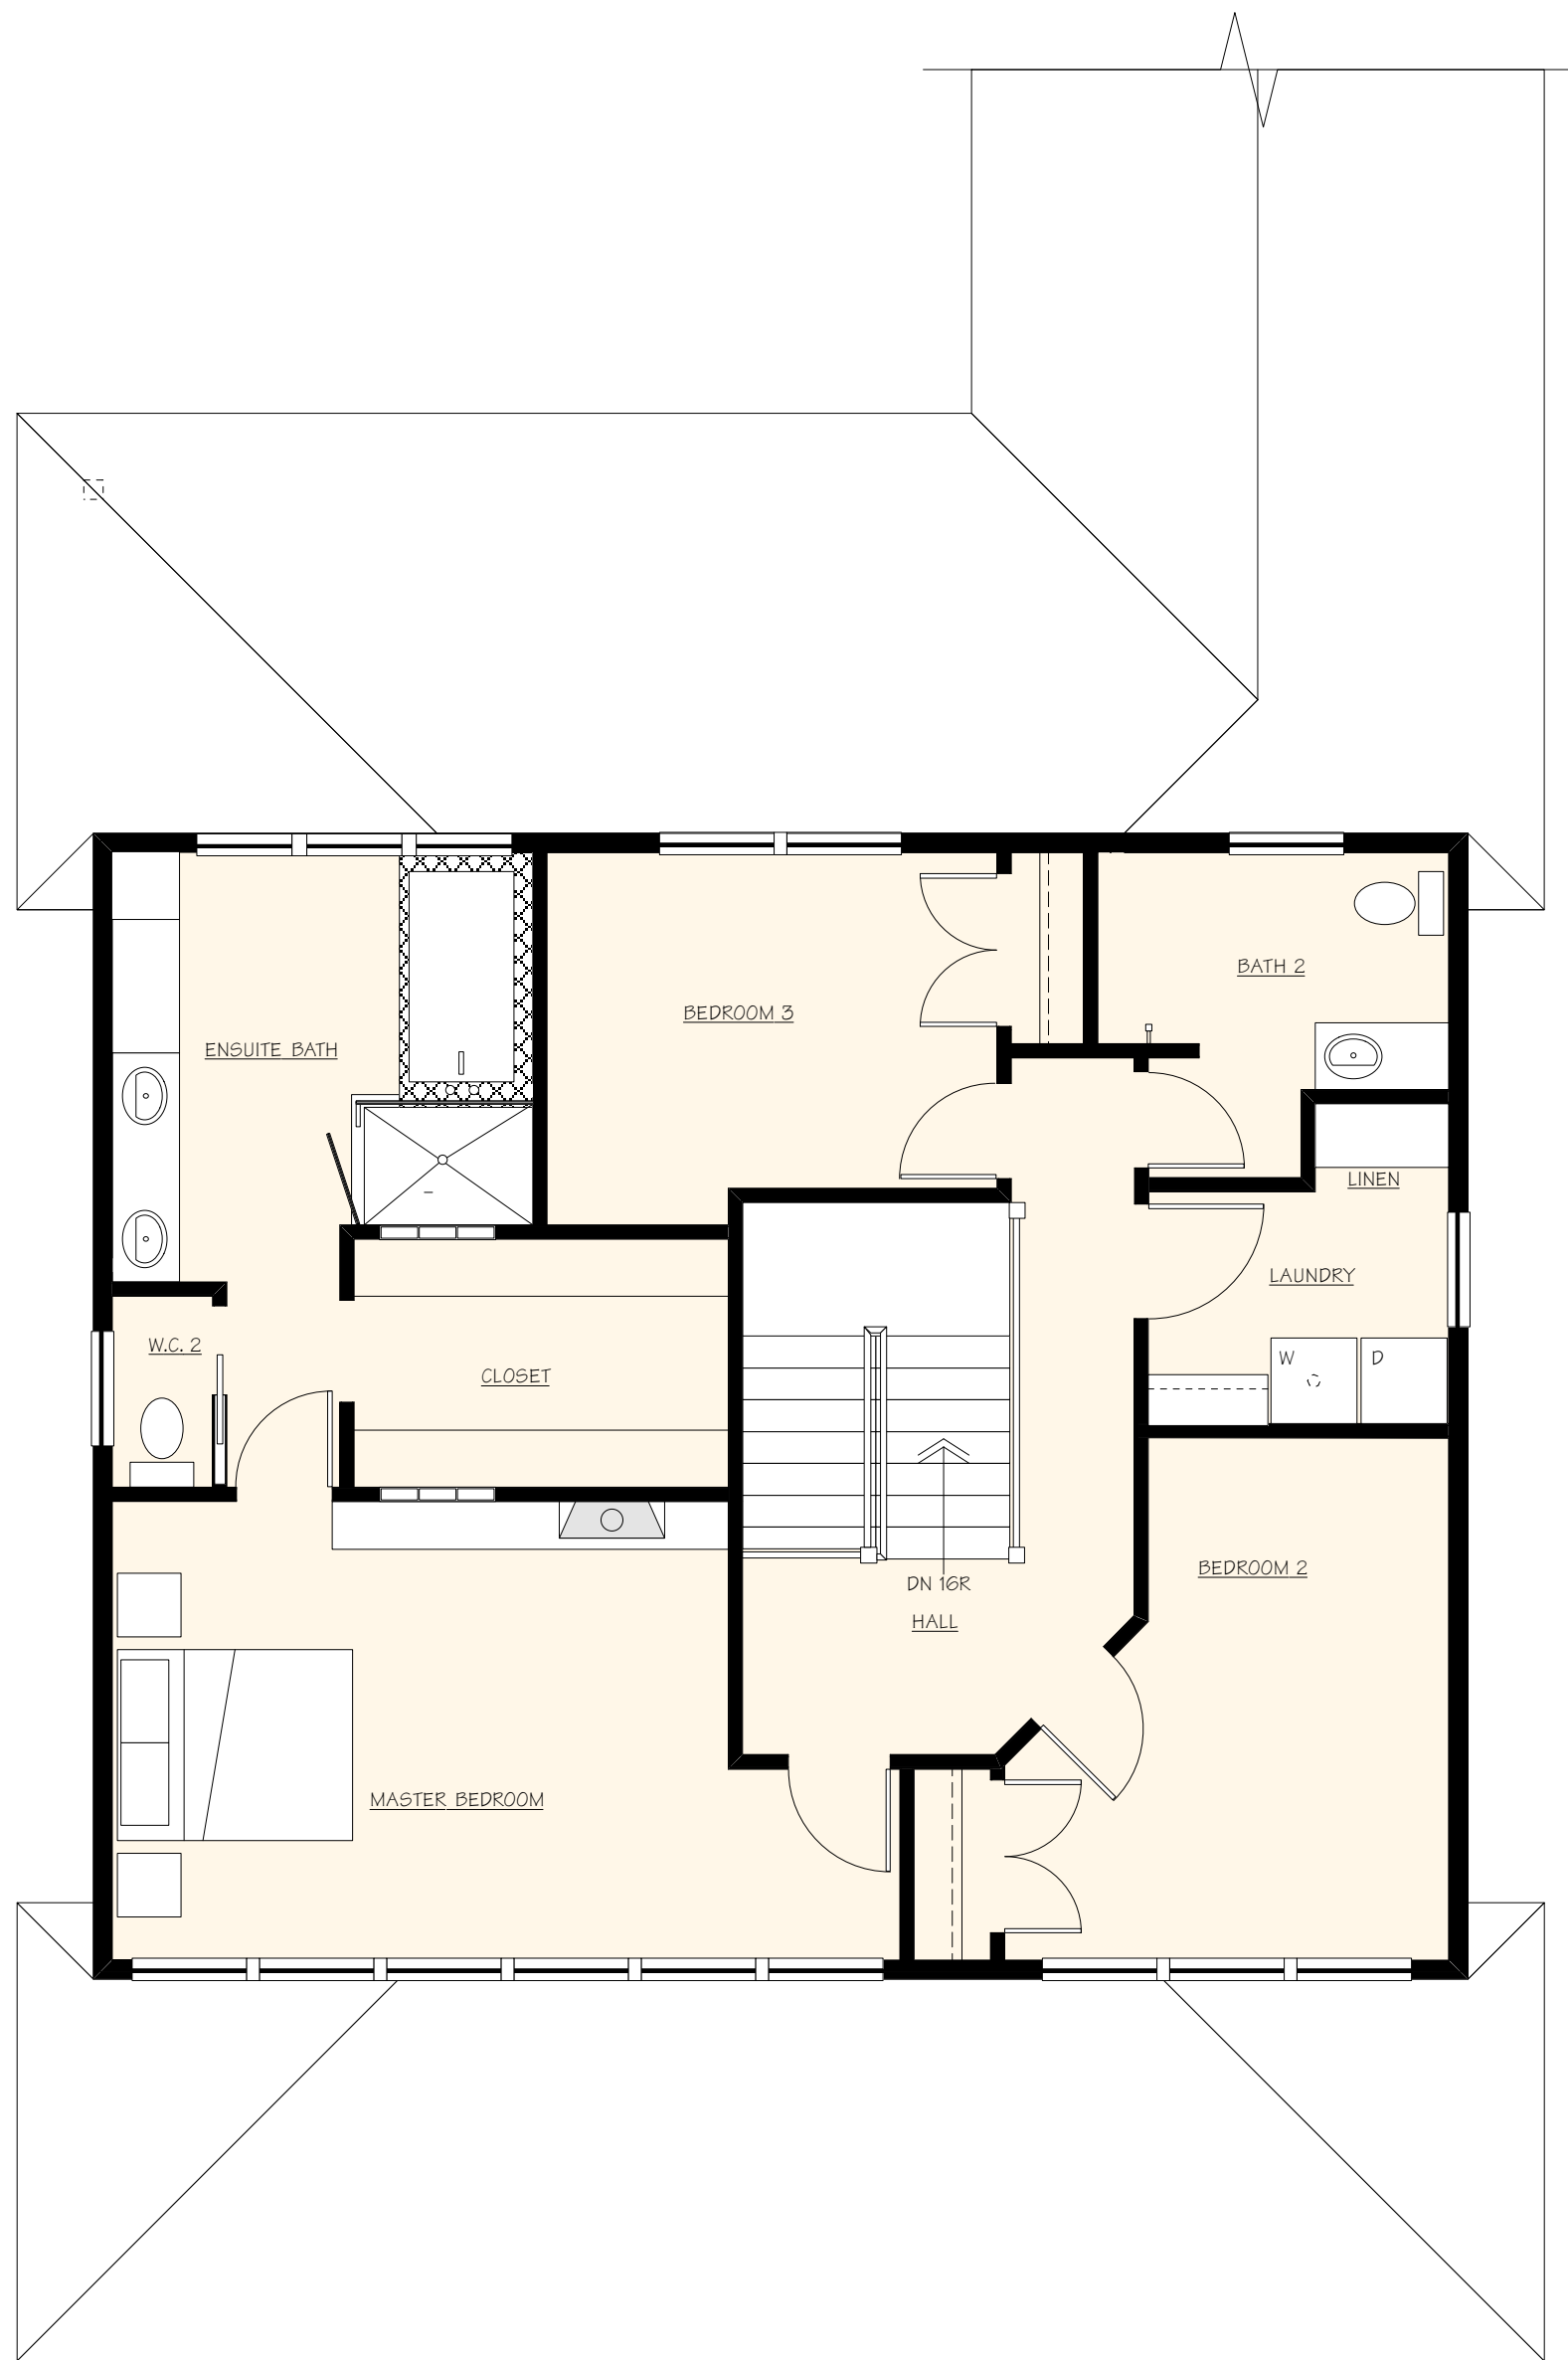 BATH 2
BEDROOM 3
ENSUITE BATH
LINEN
LAUNDRY
W.C. 2
W
D
CLOSET
BEDROOM 2
DN 16R
HALL
MASTER BEDROOM